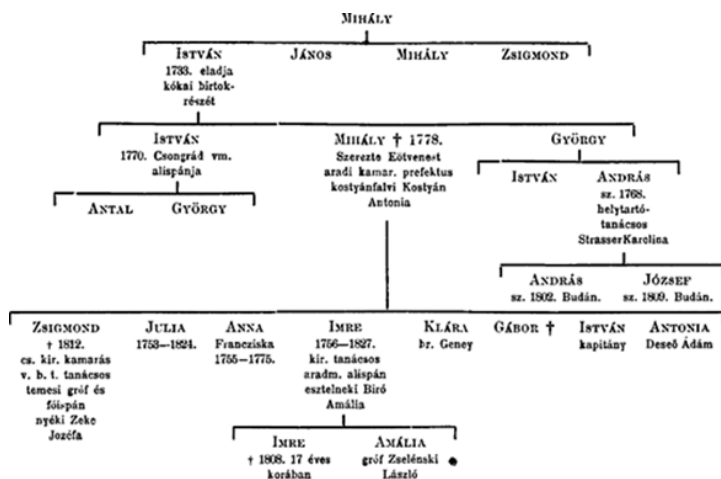 MIHÁLY
ISTVÁN
1733. eladja
kókai birtok-
részét
JÁNOS
MIHÁLY
ZSIGMOND
ISTVÁN
1770. Csongrád vm.
alispánja
MIHÁLY † 1778.
Szerezte Eötvenest
aradi kamar. prefektus
kostyánfalvi Kostyán
Antonia
GYÖRGY
ANTAL
GYÖRGY
ISTVÁN
ANDRÁS
sz. 1768.
helytartó-
tanácsos
Strasser Karolina
ANDRÁS
sz. 1802. Budán.
JÓZSEF
sz. 1809. Budán.
ZSIGMOND
† 1812.
cs. kir. kamarás
v. b. t. tanácsos
temesi gróf és
főispán
nyéki Zeke
Jozéfa
JULIA
1753—1824.
ANNA
Francziska
1755—1775.
IMRE
1756—1827.
kir. tanácsos
aradm. alispán
esztelneki Biró
Amália
KLÁRA
br. Geney
GÁBOR †
ISTVÁN
kapitány
ANTONIA
Deseő Ádám
IMRE
† 1808. 17 éves
korában
AMÁLIA
gróf Zselénski
László